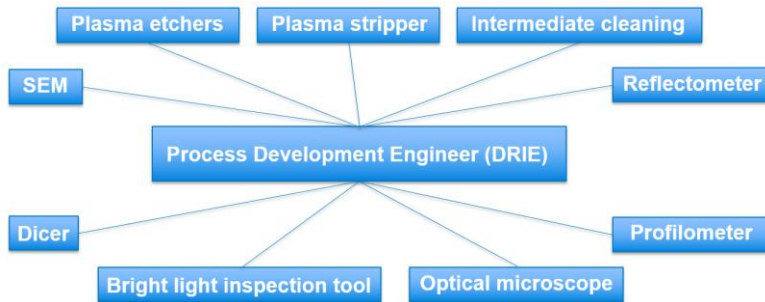 Plasma etchers
Plasma stripper
Intermediate cleaning
SEM
Reflectometer
Process Development Engineer (DRIE)
Dicer
Profilometer
Bright light inspection tool
Optical microscope